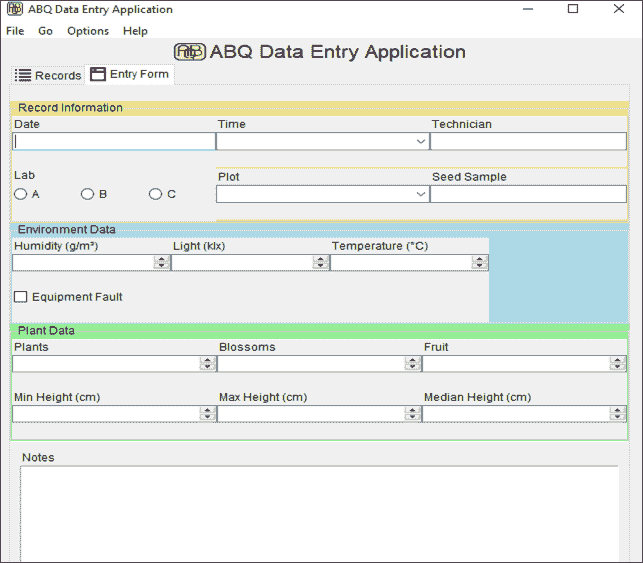 ABQ Data Entry Application
File Go Options Help
ABQ ABQ Data Entry Application
Records Entry Form
Record Information
Date Time Technician
Lab Plot Seed Sample
A B C
Environment Data
Humidity (g/m³) Light (klx) Temperature (°C)
Equipment Fault
Plant Data
Plants Blossoms Fruit
Min Height (cm) Max Height (cm) Median Height (cm)
Notes